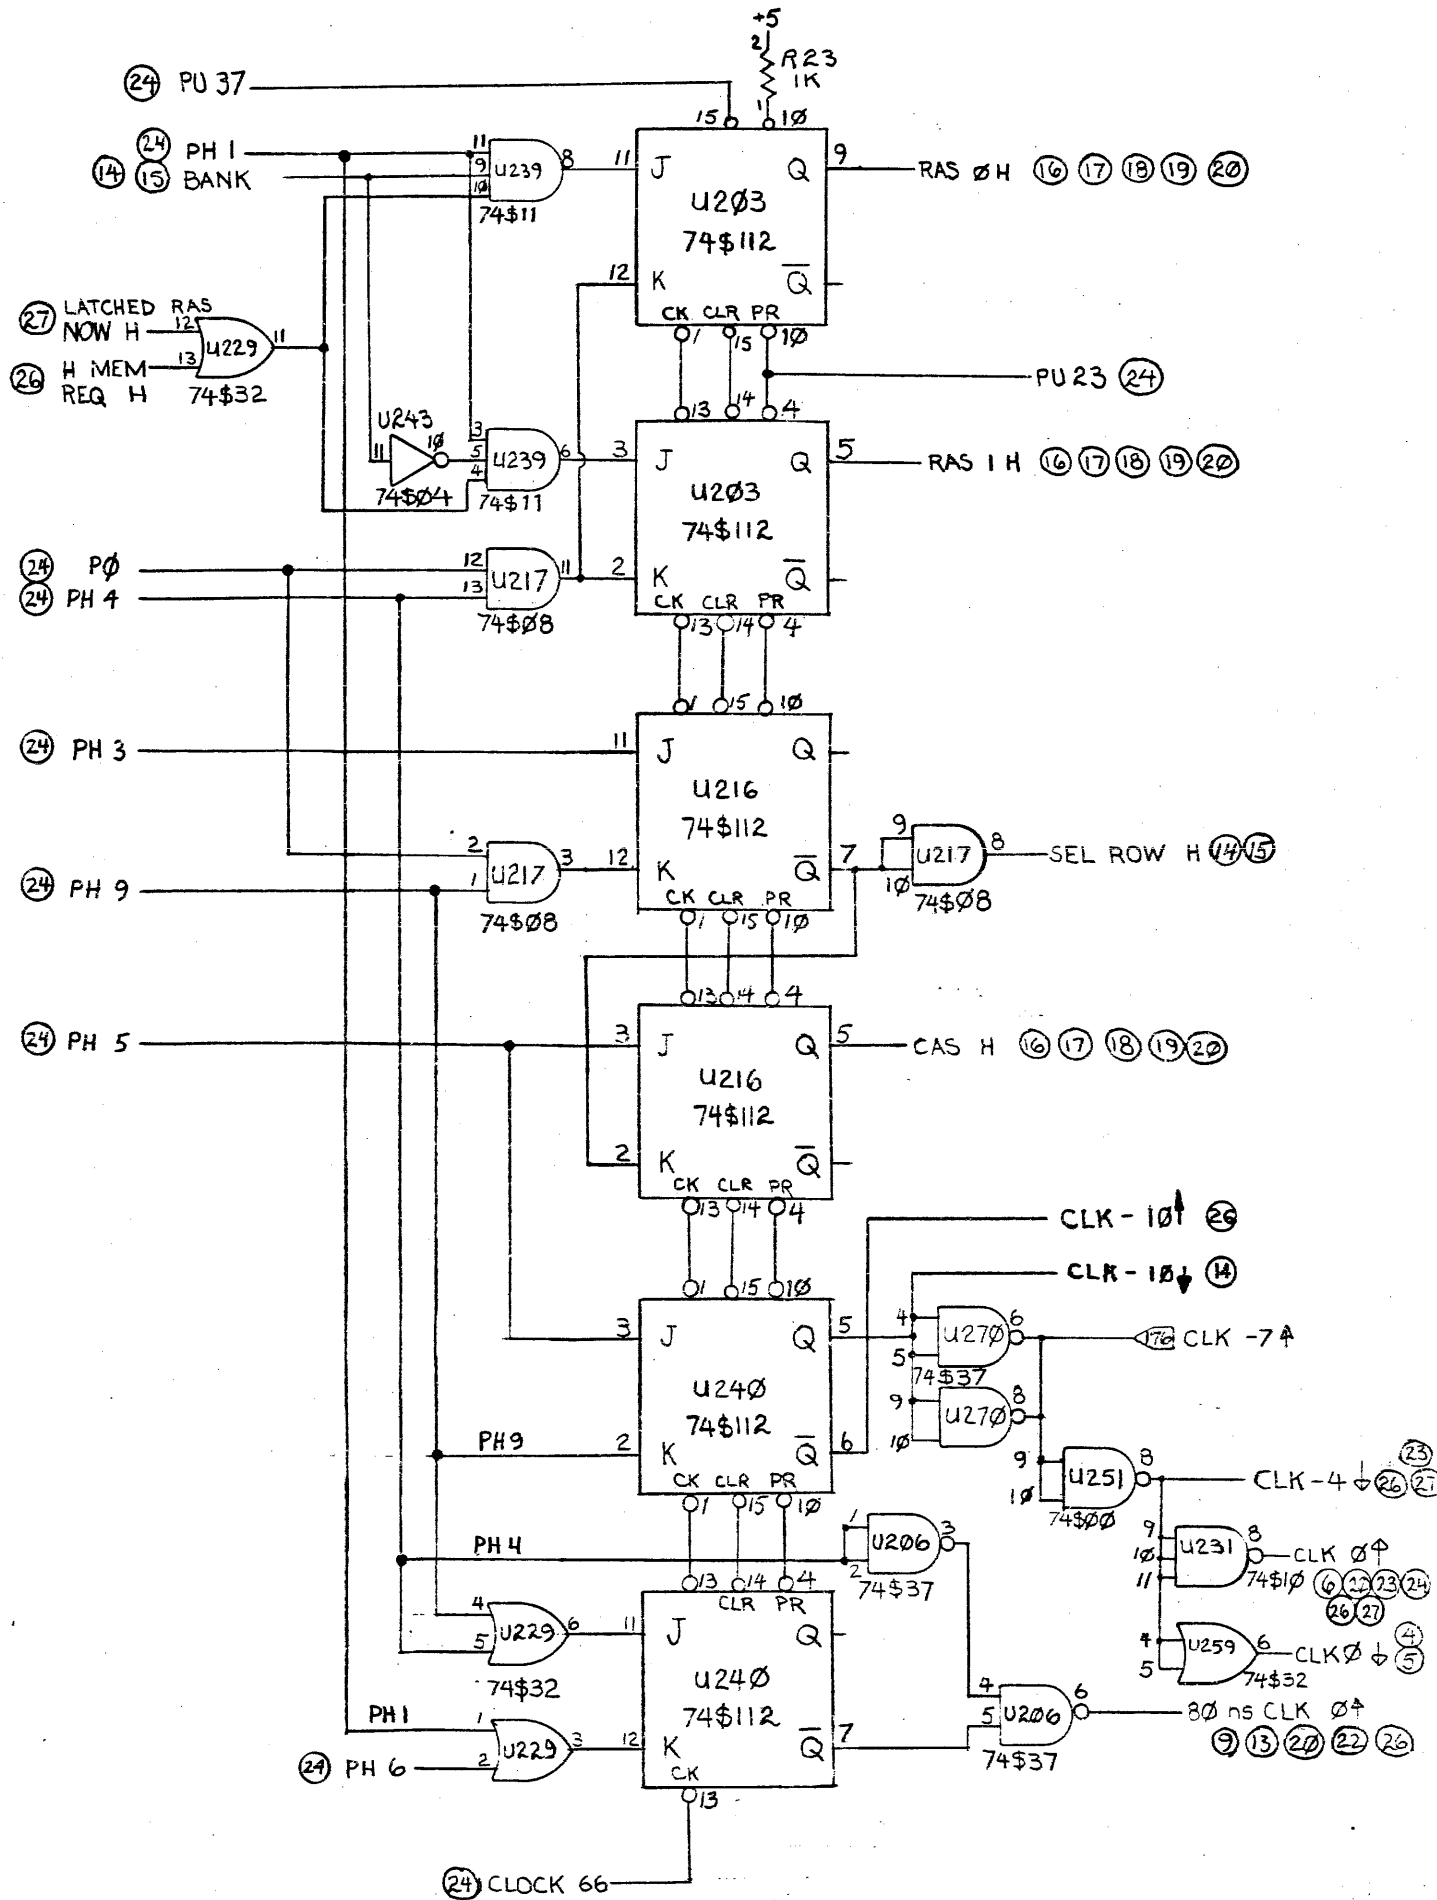 +5
2
R23
1K
24 PU 37
1
15 1Ø
24 PH 1
14 15 BANK
11
9
1Ø
U239
8
74$11
11 J Q 9
RAS Ø H 16 17 18 19 2Ø
U2Ø3
74$112
12 K Q
CK CLR PR
1 15 1Ø
27 LATCHED RAS
NOW H
12
U229
11
26 H MEM
REQ H
13
74$32
PU 23 24
13 14 4
U243
11
1Ø
74$Ø4
3
5
4
U239
6
74$11
3 J Q 5
RAS 1 H 16 17 18 19 2Ø
U2Ø3
74$112
24 PØ
24 PH 4
12
13
U217
11
74$Ø8
2 K Q
CK CLR PR
13 14 4
1 15 1Ø
24 PH 3
11 J Q
U216
74$112
24 PH 9
2
1
U217
3
74$Ø8
12 K Q 7
CK CLR PR
1 15 1Ø
9
1Ø
U217
8
74$Ø8
SEL ROW H 14 15
13 14 4
24 PH 5
3 J Q 5
CAS H 16 17 18 19 2Ø
U216
74$112
2 K Q
CK CLR PR
13 14 4
CLK - 1Ø↑ 26
CLK - 1Ø↓ 14
1 15 1Ø
3 J Q 5
U24Ø
74$112
4
5
U27Ø
6
74$37
176 CLK -7↑
9
1Ø
U27Ø
8
PH9
2 K Q 6
CK CLR PR
1 15 1Ø
9
1Ø
U251
8
74$ØØ
CLK-4↓ 23 26 27
PH4
1
2
U2Ø6
3
74$37
9
1Ø
11
U231
8
74$1Ø
CLK Ø↑
6 22 23 24
26 27
13 14 4
CLR PR
4
5
U229
6
74$32
11 J Q
U24Ø
74$112
4
5
U259
6
74$32
CLKØ↓ 4
5
PH1
1
2
U229
3
24 PH 6
12 K Q 7
CK
13
4
5
U2Ø6
6
74$37
8Ø ns CLK Ø↑
9 13 2Ø 22 26
24 CLOCK 66